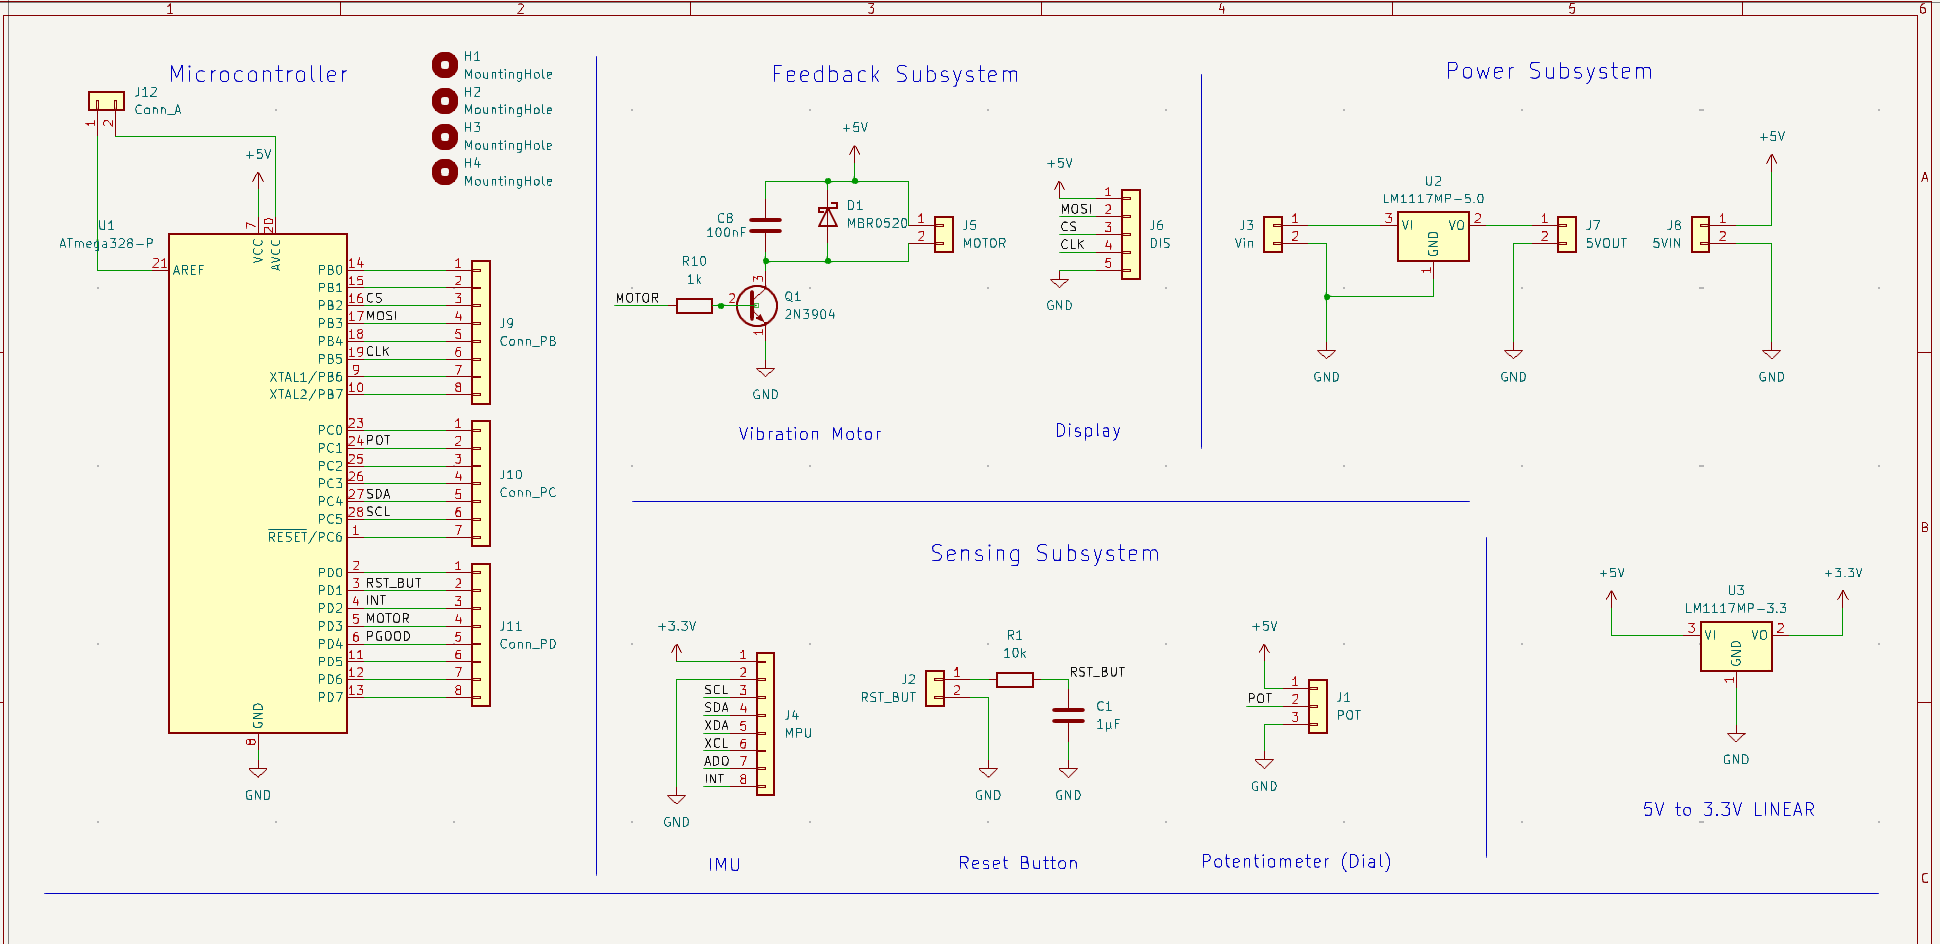 1 2 3 4 5 6
A
B
C
Microcontroller
J12
Conn_A
1 2
+5V
H1
MountingHole
H2
MountingHole
H3
MountingHole
H4
MountingHole
U1
ATmega328-P
7 20
VCC AVCC
21 AREF
PB0 14 1
PB1 15 2
PB2 16 CS 3
PB3 17 MOSI 4
PB4 18 5
PB5 19 CLK 6
XTAL1/PB6 9 7
XTAL2/PB7 10 8
J9
Conn_PB
PC0 23 1
PC1 24 POT 2
PC2 25 3
PC3 26 4
PC4 27 SDA 5
PC5 28 SCL 6
RESET/PC6 1 7
J10
Conn_PC
PD0 2 1
PD1 3 RST_BUT 2
PD2 4 INT 3
PD3 5 MOTOR 4
PD4 6 PGOOD 5
PD5 11 6
PD6 12 7
PD7 13 8
J11
Conn_PD
GND
8
GND
Feedback Subsystem
+5V
C8
100nF
D1
MBR0520
1
2
J5
MOTOR
R10
1k
MOTOR
2
3
1
Q1
2N3904
GND
Vibration Motor
+5V
1
MOSI 2
CS 3
CLK 4
5
J6
DIS
GND
Display
Power Subsystem
J3
Vin
1
2
U2
LM1117MP-5.0
3 VI VO 2
GND
1
1
2
J7
5VOUT
J8
5VIN
1
2
+5V
GND
GND
GND
Sensing Subsystem
+3.3V
1
2
SCL 3
SDA 4
XDA 5
XCL 6
ADO 7
INT 8
J4
MPU
GND
IMU
J2
RST_BUT
1
2
R1
10k
RST_BUT
C1
1µF
GND
GND
Reset Button
+5V
1
POT 2
3
J1
POT
GND
Potentiometer (Dial)
+5V
+3.3V
U3
LM1117MP-3.3
3 VI VO 2
GND
1
GND
5V to 3.3V LINEAR